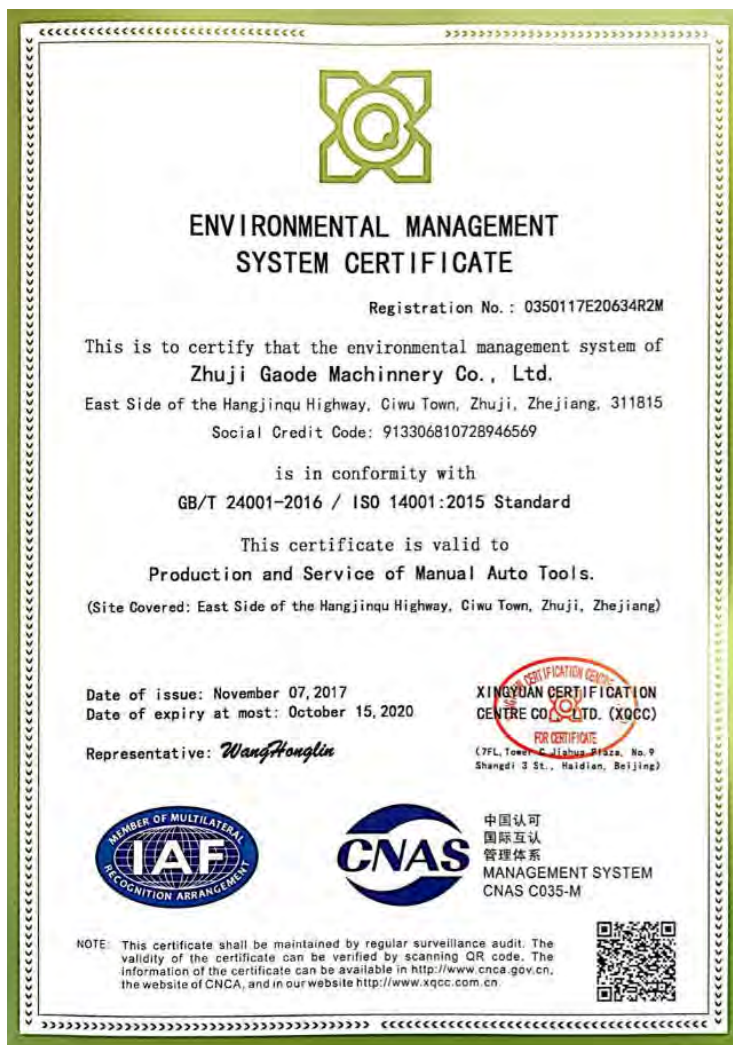 ENVIRONMENTAL MANAGEMENT
SYSTEM CERTIFICATE
Registration No.: 0350117E20634R2M
This is to certify that the environmental management system of
Zhuji Gaode Machinnery Co., Ltd.
East Side of the Hangjinqu Highway, Ciwu Town, Zhuji, Zhejiang, 311815
Social Credit Code: 913306810728946569
is in conformity with
GB/T 24001-2016 / ISO 14001:2015 Standard
This certificate is valid to
Production and Service of Manual Auto Tools.
(Site Covered: East Side of the Hangjinqu Highway, Ciwu Town, Zhuji, Zhejiang)
Date of issue: November 07, 2017
Date of expiry at most: October 15, 2020
Representative: WangHonglin
XINGYUAN CERTIFICATION
CENTRE CO., LTD. (XQCC)
FOR CERTIFICATE
(7FL, Tower C Jiahua Plaza, No.9
Shangdi 3 St., Haidian, Beijing)
MEMBER OF MULTILATERAL
IAF
RECOGNITION ARRANGEMENT
CNAS
中国认可
国际互认
管理体系
MANAGEMENT SYSTEM
CNAS C035-M
NOTE: This certificate shall be maintained by regular surveillance audit. The
validity of the certificate can be verified by scanning QR code. The
information of the certificate can be available in http://www.cnca.gov.cn,
the website of CNCA, and in our website http://www.xqcc.com.cn